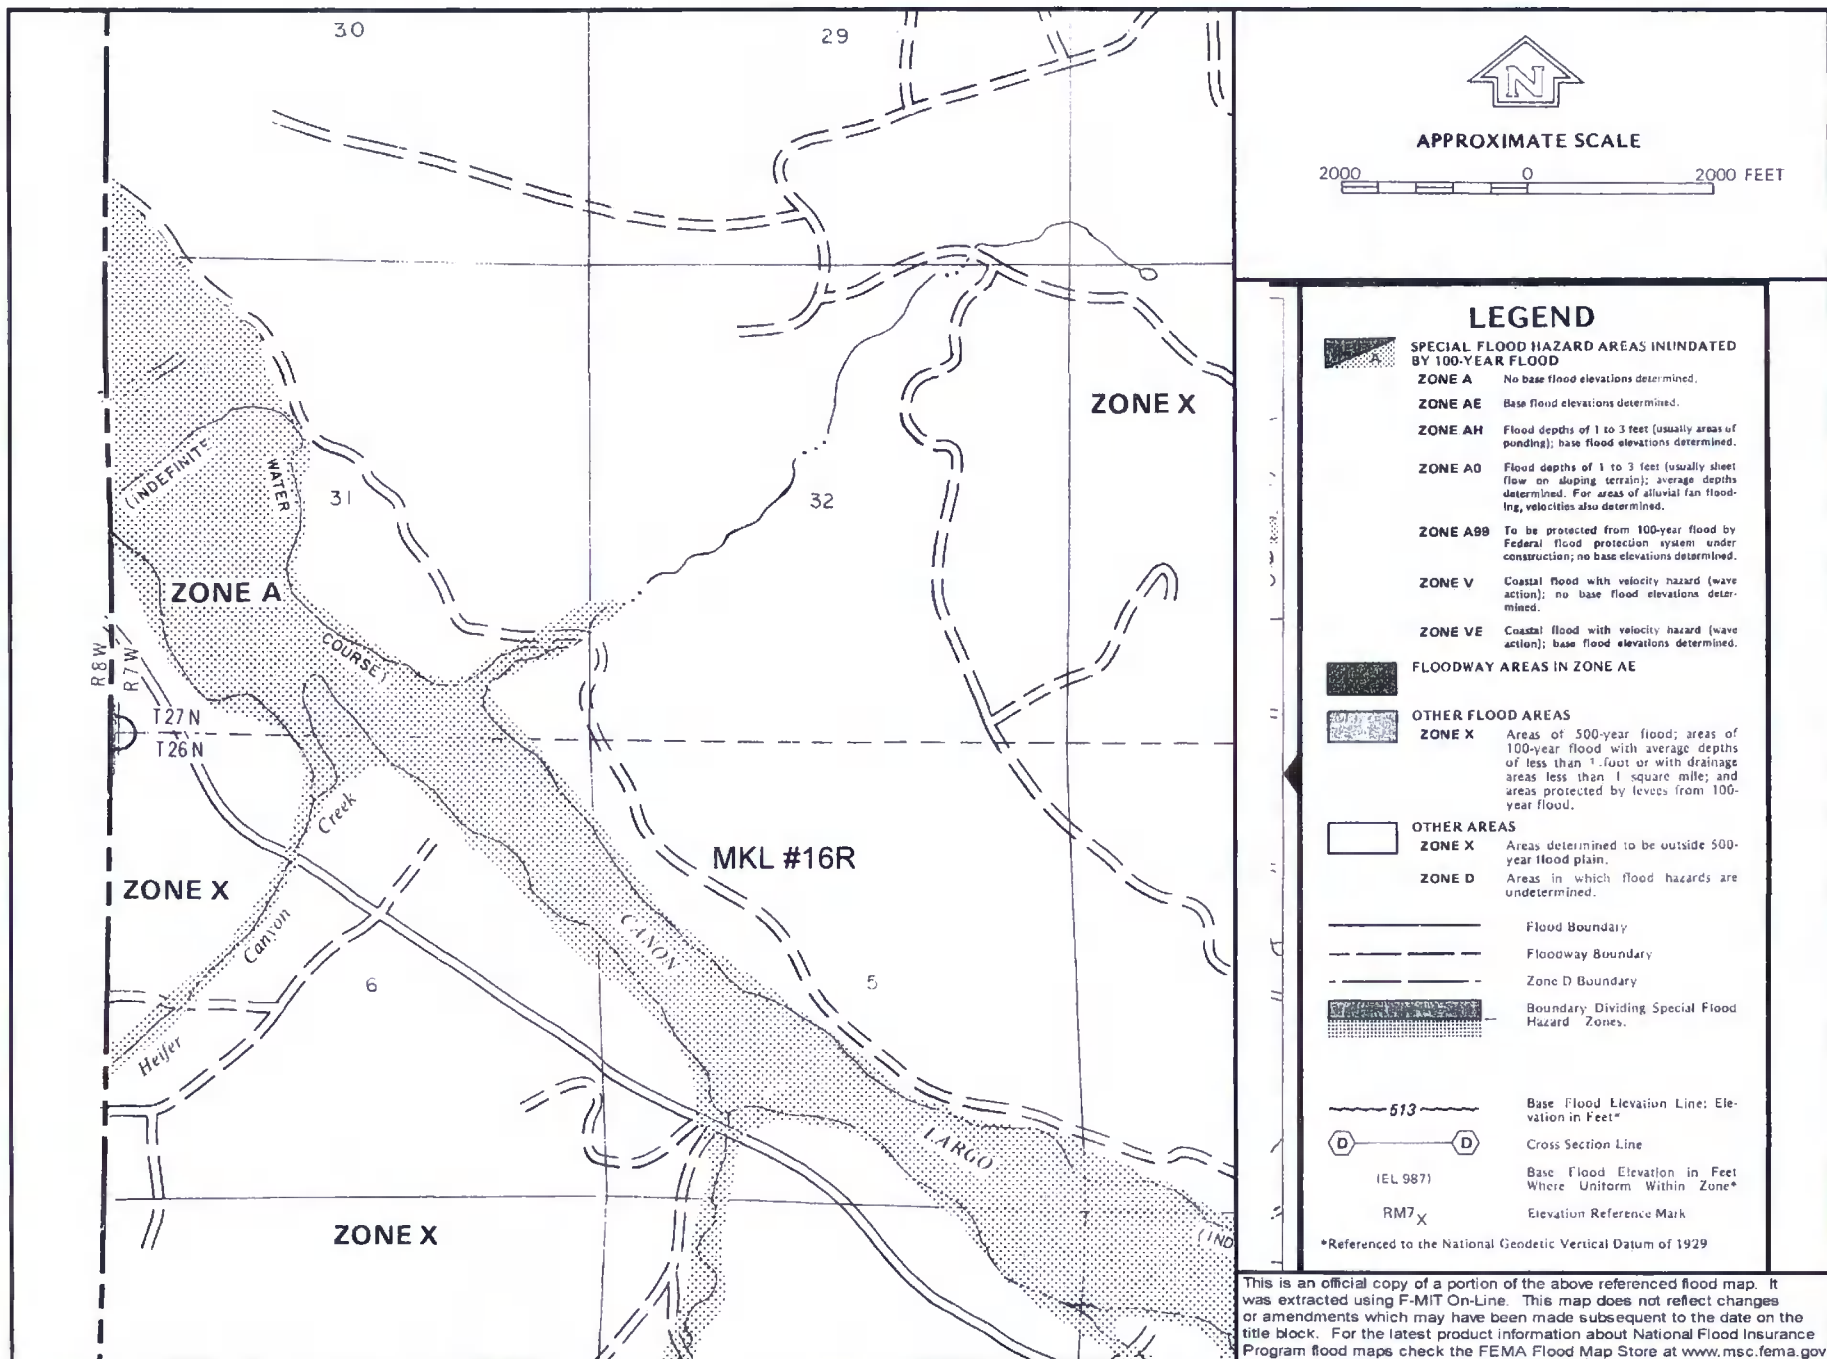 30
29
ZONE X
(INDEFINITE
WATER
31
32
ZONE A
COURSE)
R8W
R7W
T27N
T26N
Creek
MKL #16R
ZONE X
CANON
Canyon
6
5
Heifer
LARGO
ZONE X
7
(IND
N
APPROXIMATE SCALE
2000 0 2000 FEET
LEGEND
A
SPECIAL FLOOD HAZARD AREAS INUNDATED
BY 100-YEAR FLOOD
ZONE A No base flood elevations determined.
ZONE AE Base flood elevations determined.
ZONE AH Flood depths of 1 to 3 feet (usually areas of
ponding); base flood elevations determined.
ZONE AO Flood depths of 1 to 3 feet (usually sheet
flow on sloping terrain); average depths
determined. For areas of alluvial fan flood-
ing, velocities also determined.
ZONE A99 To be protected from 100-year flood by
Federal flood protection system under
construction; no base elevations determined.
ZONE V Coastal flood with velocity hazard (wave
action); no base flood elevations deter-
mined.
ZONE VE Coastal flood with velocity hazard (wave
action); base flood elevations determined.
FLOODWAY AREAS IN ZONE AE
OTHER FLOOD AREAS
ZONE X Areas of 500-year flood; areas of
100-year flood with average depths
of less than 1 foot or with drainage
areas less than 1 square mile; and
areas protected by levees from 100-
year flood.
OTHER AREAS
ZONE X Areas determined to be outside 500-
year flood plain.
ZONE D Areas in which flood hazards are
undetermined.
Flood Boundary
Floodway Boundary
Zone D Boundary
Boundary Dividing Special Flood
Hazard Zones.
513 Base Flood Elevation Line; Ele-
vation in Feet*
D D Cross Section Line
(EL 987) Base Flood Elevation in Feet
Where Uniform Within Zone*
RM7X Elevation Reference Mark
*Referenced to the National Geodetic Vertical Datum of 1929
This is an official copy of a portion of the above referenced flood map. It
was extracted using F-MIT On-Line. This map does not reflect changes
or amendments which may have been made subsequent to the date on the
title block. For the latest product information about National Flood Insurance
Program flood maps check the FEMA Flood Map Store at www.msc.fema.gov